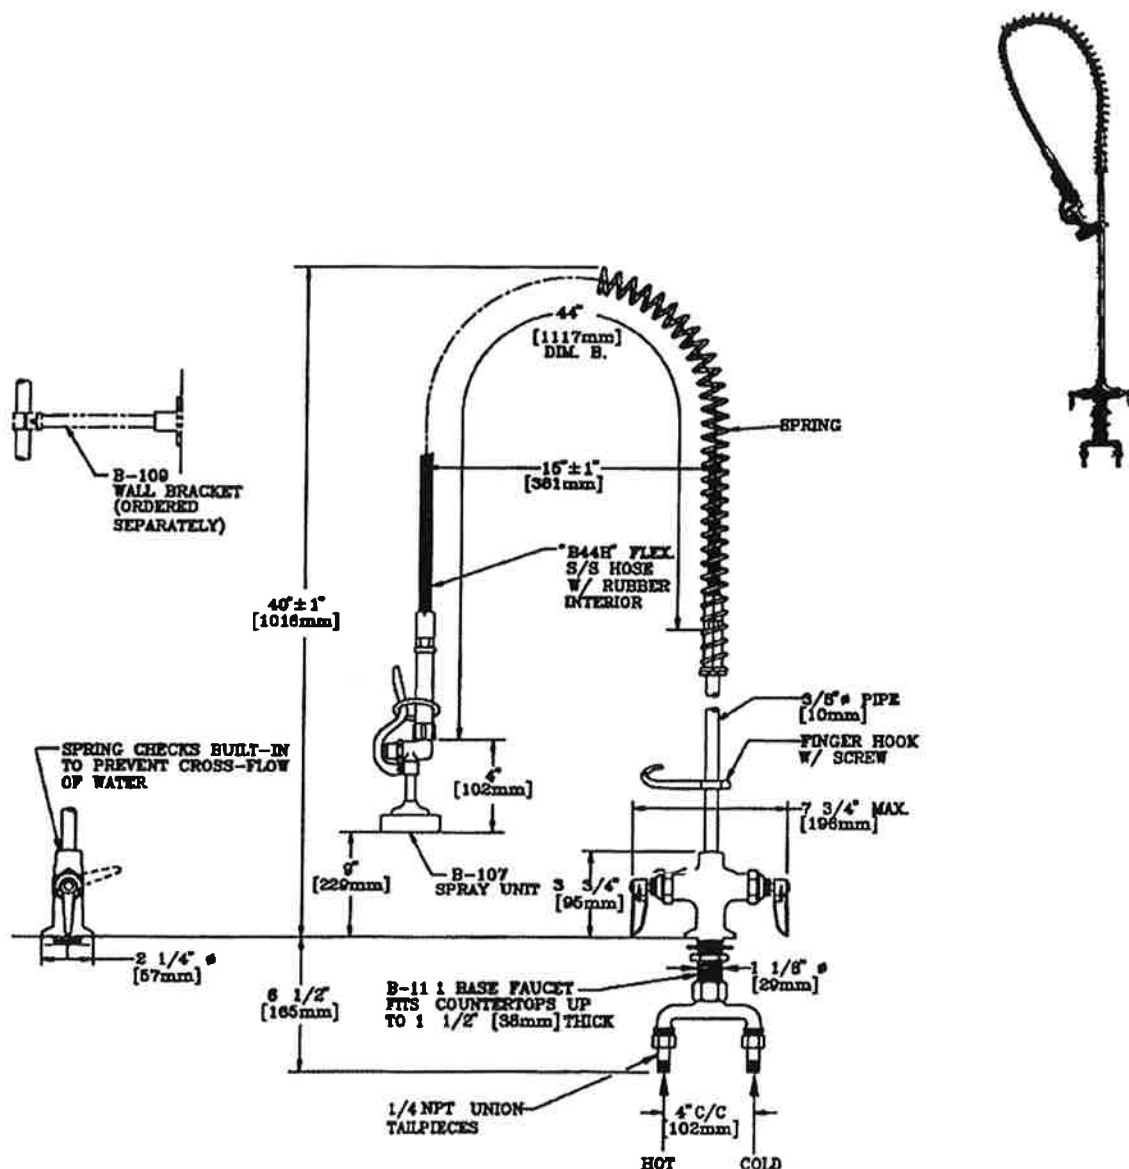 44"
[1117mm]
DIM. B.
SPRING
15"±1"
[381mm]
B-109
WALL BRACKET
(ORDERED
SEPARATELY)
"B44H" FLEX.
S/S HOSE
W/ RUBBER
INTERIOR
40"±1"
[1016mm]
3/8"ø PIPE
[10mm]
SPRING CHECKS BUILT-IN
TO PREVENT CROSS-FLOW
OF WATER
FINGER HOOK
W/ SCREW
4"
[102mm]
7 3/4" MAX.
[196mm]
9"
[229mm]
B-107
SPRAY UNIT
3 3/4"
[95mm]
2 1/4" ø
[57mm]
1 1/8" ø
[29mm]
6 1/2"
[165mm]
B-11 1 BASE FAUCET
FITS COUNTERTOPS UP
TO 1 1/2" [38mm] THICK
1/4 NPT UNION
TAILPIECES
4" C/C
[102mm]
HOT COLD